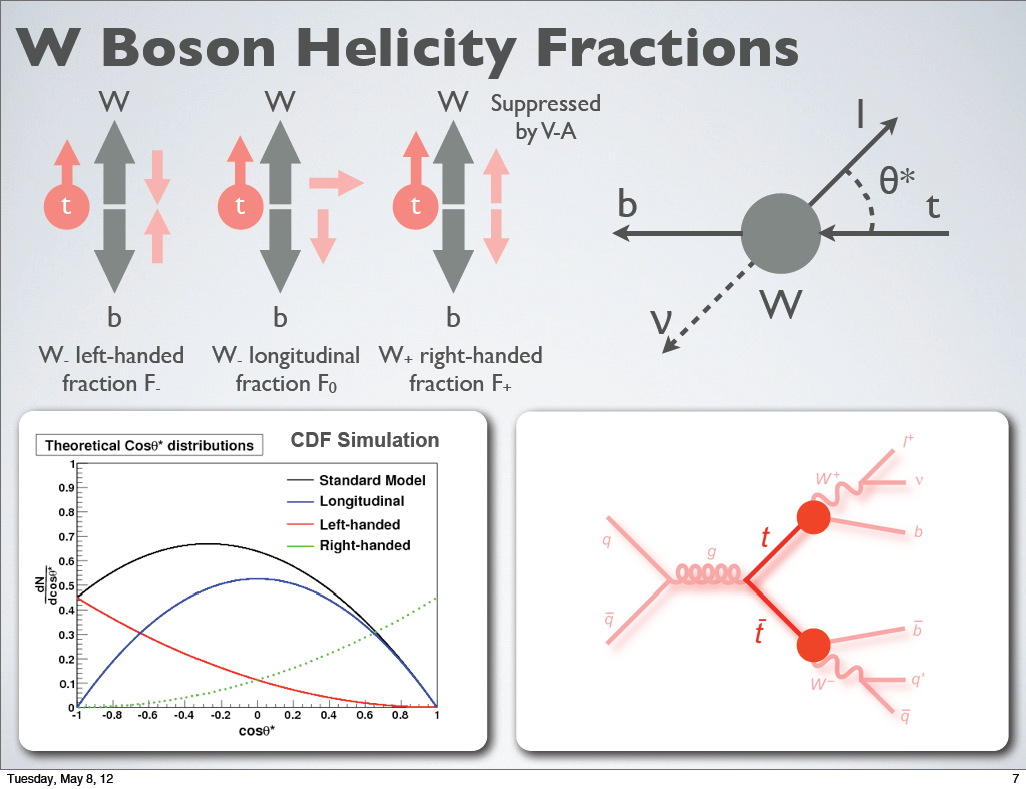 W Boson Helicity Fractions
W W W Suppressed
by V-A
t t t
b b b
W- left-handed
fraction F-
W- longitudinal
fraction F0
W+ right-handed
fraction F+
l
θ*
b t
W
ν
Theoretical Cosθ* distributions
CDF Simulation
Standard Model
Longitudinal
Left-handed
Right-handed
dN
dcosθ*
1
0.9
0.8
0.7
0.6
0.5
0.4
0.3
0.2
0.1
0
-1 -0.8 -0.6 -0.4 -0.2 0 0.2 0.4 0.6 0.8 1
cosθ*
l+
W+ ν
q t b
g
q̄ t̄ b̄
W− q'
q̄
Tuesday, May 8, 12 7